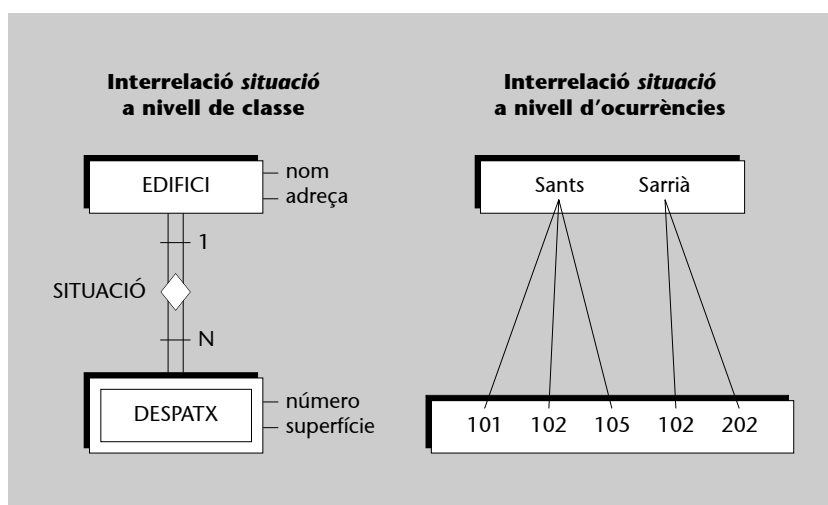 Interrelació situació
a nivell de classe
EDIFICI
nom
adreça
1
SITUACIÓ
N
DESPATX
número
superfície
Interrelació situació
a nivell d'ocurrències
Sants Sarrià
101 102 105 102 202